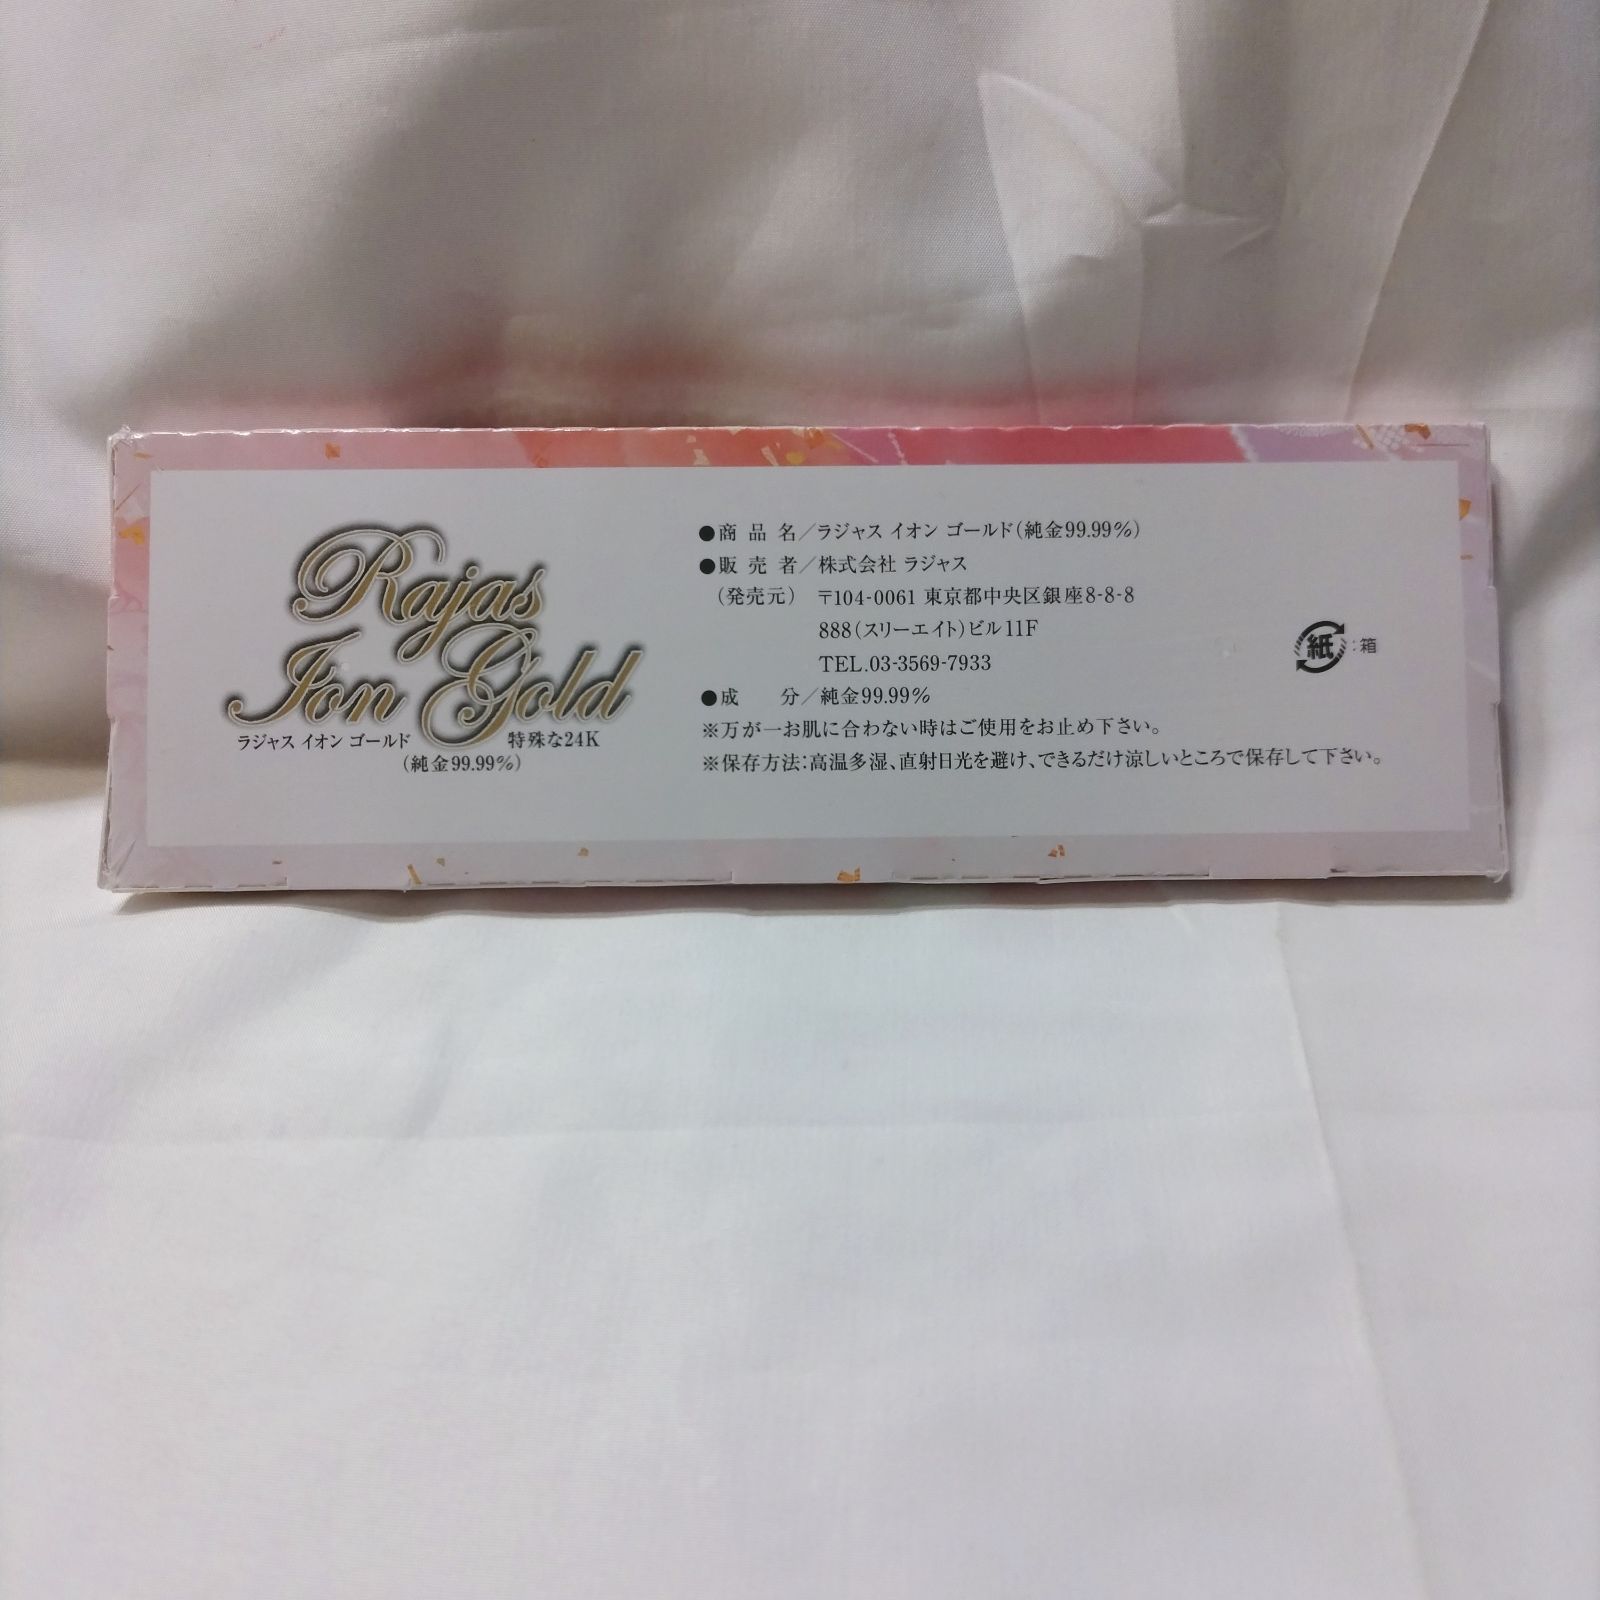 Rajas
Ion Gold
ラジャス イオン ゴールド 特殊な24K
(純金99.99%)
●商品名／ラジャス イオン ゴールド(純金99.99%)
●販売者／株式会社 ラジャス
(発売元) 〒104-0061 東京都中央区銀座8-8-8
888(スリーエイト)ビル11F
TEL.03-3569-7933
●成分／純金99.99%
※万が一お肌に合わない時はご使用をお止め下さい。
※保存方法：高温多湿、直射日光を避け、できるだけ涼しいところで保存して下さい。
紙：箱